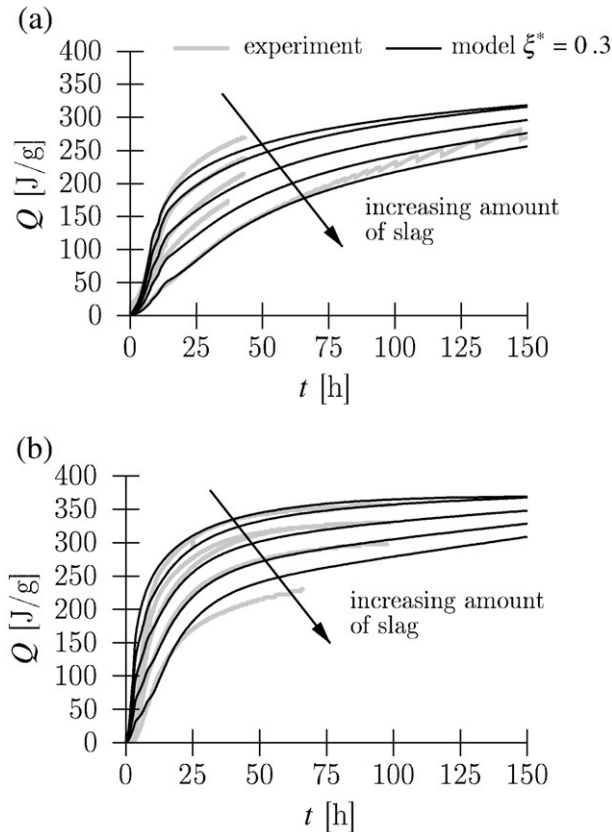 (a)
experiment
model ξ* = 0.3
400
350
300
250
200
150
100
50
0
Q [J/g]
increasing amount
of slag
0 25 50 75 100 125 150
t [h]
(b)
400
350
300
250
200
150
100
50
0
Q [J/g]
increasing amount
of slag
0 25 50 75 100 125 150
t [h]